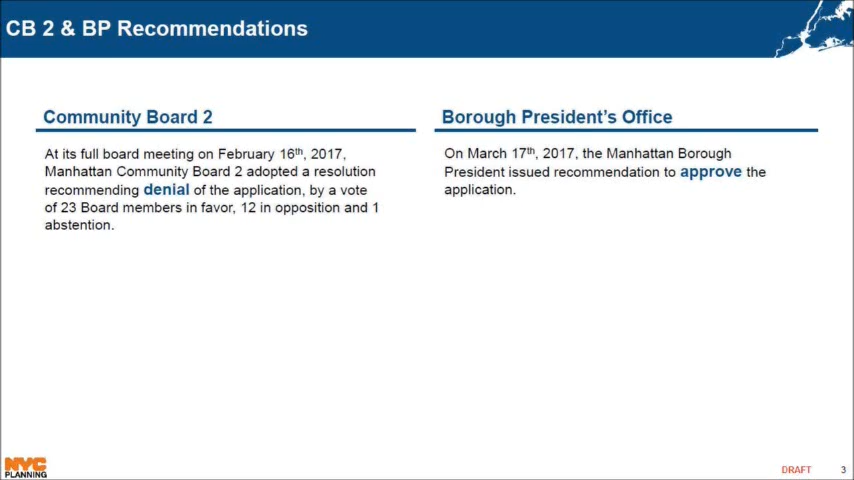 CB 2 & BP Recommendations
Community Board 2
At its full board meeting on February 16th, 2017,
Manhattan Community Board 2 adopted a resolution
recommending denial of the application, by a vote
of 23 Board members in favor, 12 in opposition and 1
abstention.
Borough President's Office
On March 17th, 2017, the Manhattan Borough
President issued recommendation to approve the
application.
NYC
PLANNING
DRAFT
3